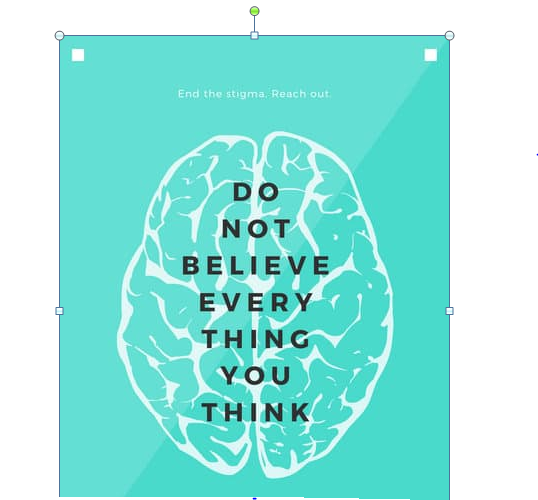 End the stigma. Reach out.
DO
NOT
BELIEVE
EVERY
THING
YOU
THINK